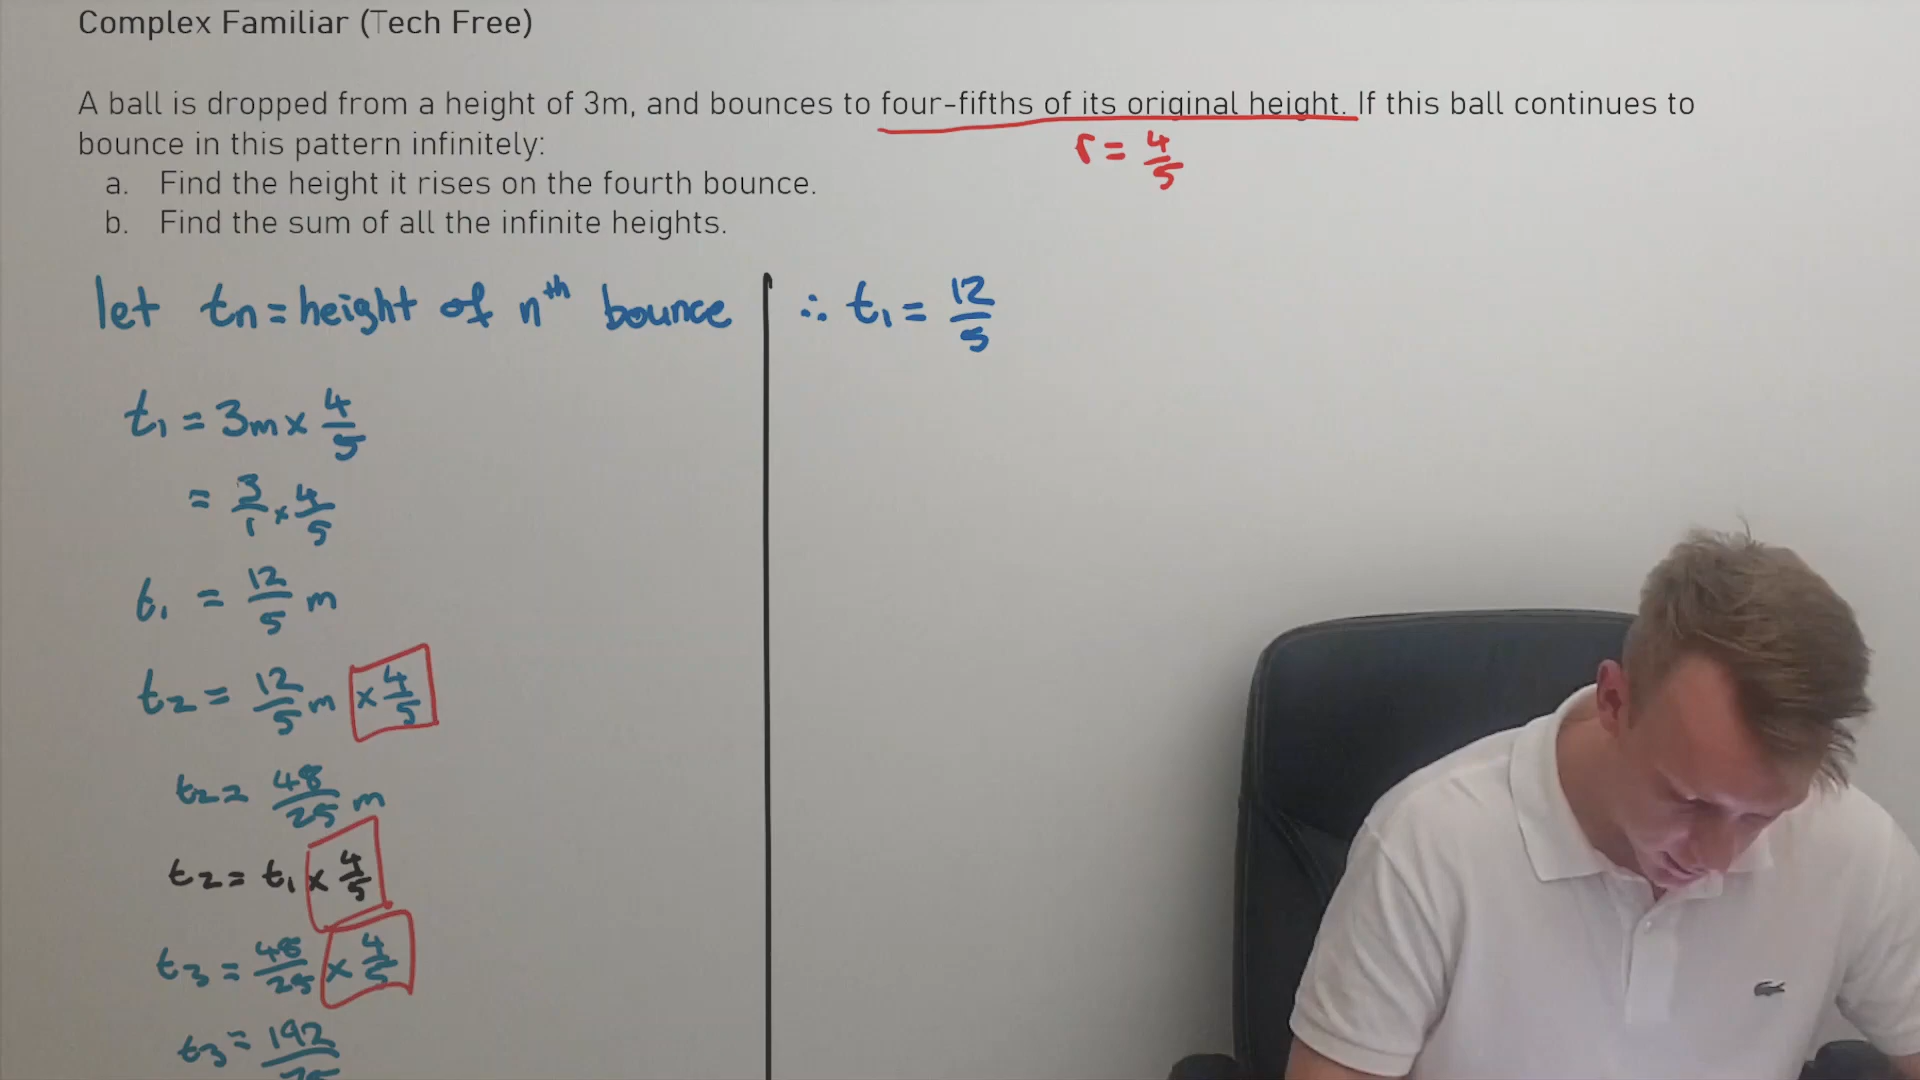 Complex Familiar (Tech Free)
A ball is dropped from a height of 3m, and bounces to four-fifths of its original height. If this ball continues to
bounce in this pattern infinitely:
r = 4/5
a. Find the height it rises on the fourth bounce.
b. Find the sum of all the infinite heights.
let tn = height of nth bounce
t1 = 3m × 4/5
= 3/1 × 4/5
t1 = 12/5 m
t2 = 12/5 m × 4/5
t2 = 48/25 m
t2 = t1 × 4/5
t3 = 48/25 × 4/5
t3 = 192
∴ t1 = 12/5